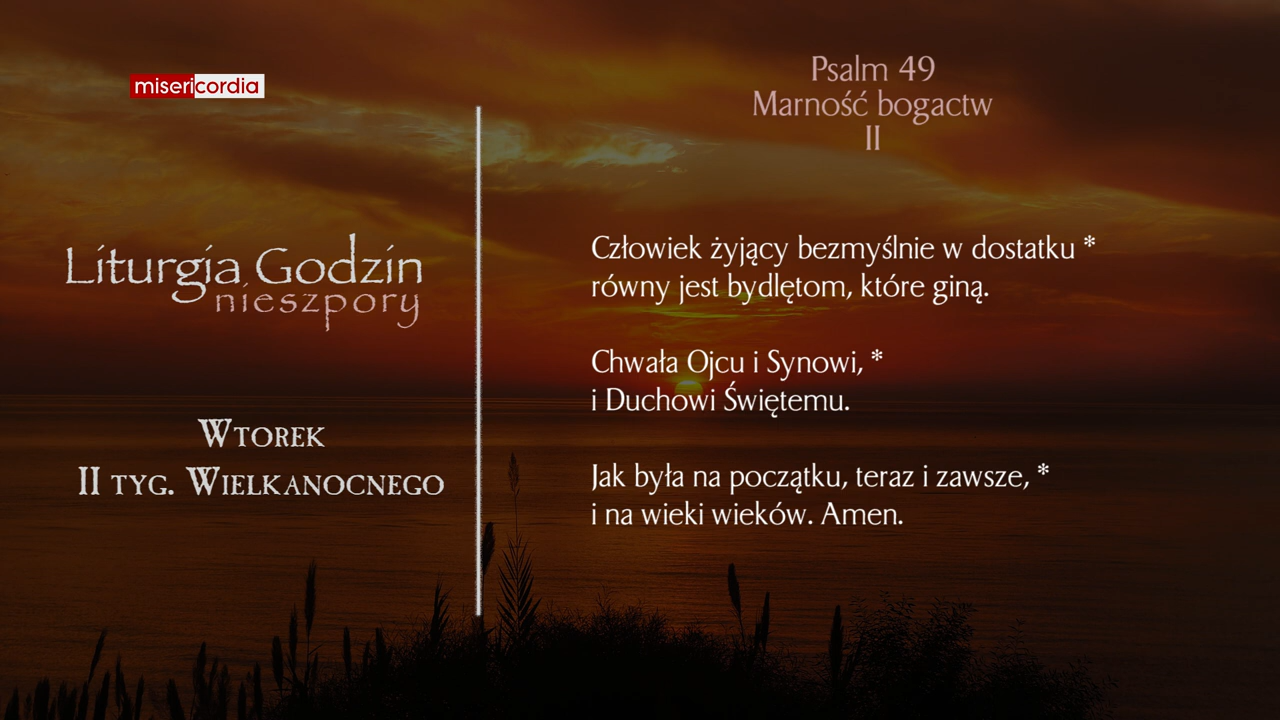 misericordia
Liturgia Godzin
nieszpory
Wtorek
II tyg. Wielkanocnego
Psalm 49
Marność bogactw
II
Człowiek żyjący bezmyślnie w dostatku *
równy jest bydlętom, które giną.
Chwała Ojcu i Synowi, *
i Duchowi Świętemu.
Jak była na początku, teraz i zawsze, *
i na wieki wieków. Amen.